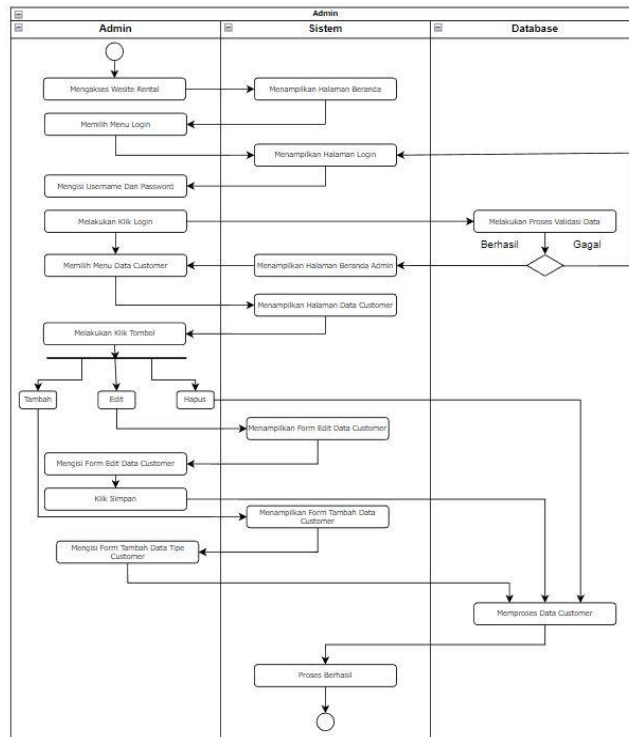 Admin
Admin
Sistem
Database
Mengakses Wesite Rental
Menampilkan Halaman Beranda
Memilih Menu Login
Menampilkan Halaman Login
Mengisi Username Dan Password
Melakukan Klik Login
Melakukan Proses Validasi Data
Berhasil
Gagal
Memilih Menu Data Customer
Menampilkan Halaman Beranda Admin
Menampilkan Halaman Data Customer
Melakukan Klik Tombol
Tambah
Edit
Hapus
Menampilkan Form Edit Data Customer
Mengisi Form Edit Data Customer
Klik Simpan
Menampilkan Form Tambah Data
Customer
Mengisi Form Tambah Data Tipe
Customer
Memproses Data Customer
Proses Berhasil